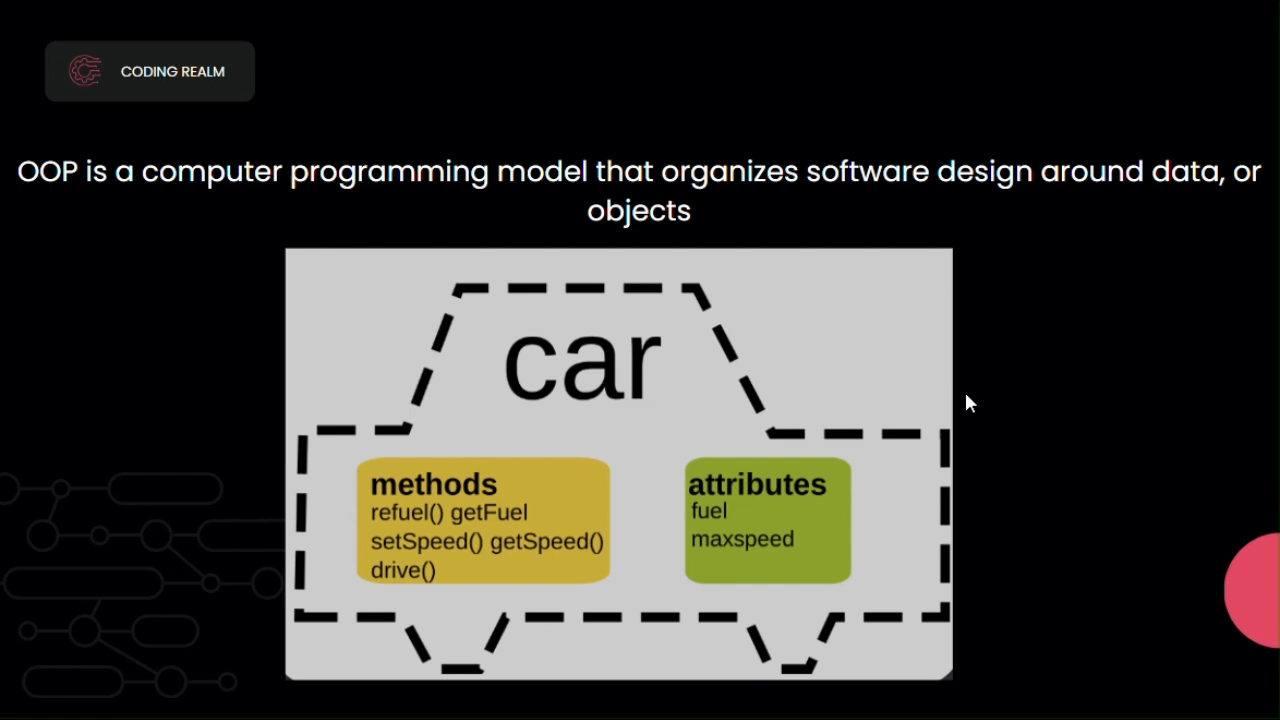 CODING REALM
OOP is a computer programming model that organizes software design around data, or
objects
car
methods
refuel() getFuel
setSpeed() getSpeed()
drive()
attributes
fuel
maxspeed